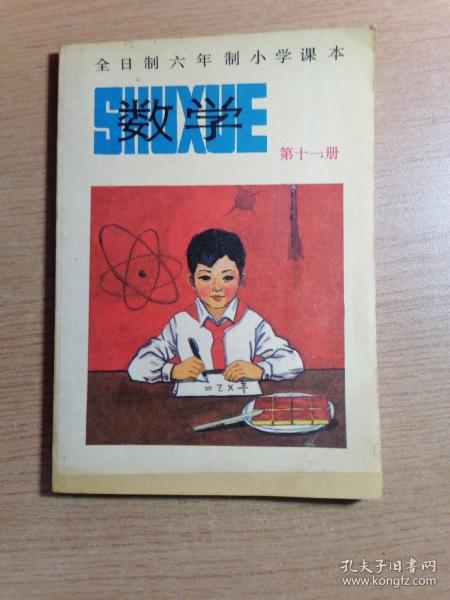 全日制六年制小学课本
SHUXUE
数学
第十一册
孔夫子旧书网
www.kongfz.com